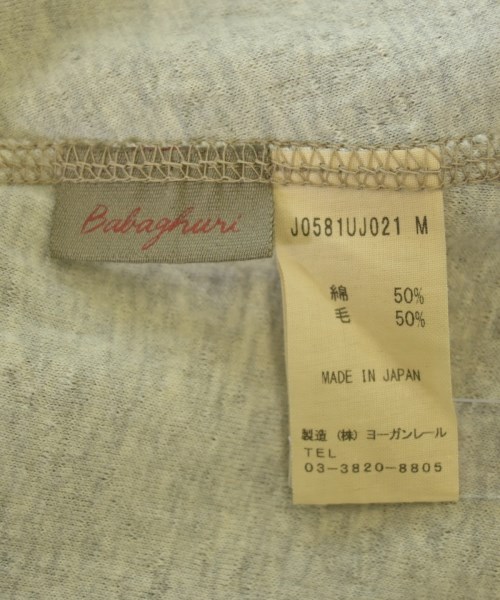 Babaghuri
J0581UJ021 M
綿 50%
毛 50%
MADE IN JAPAN
製造 (株) ヨーガンレール
TEL
03-3820-8805